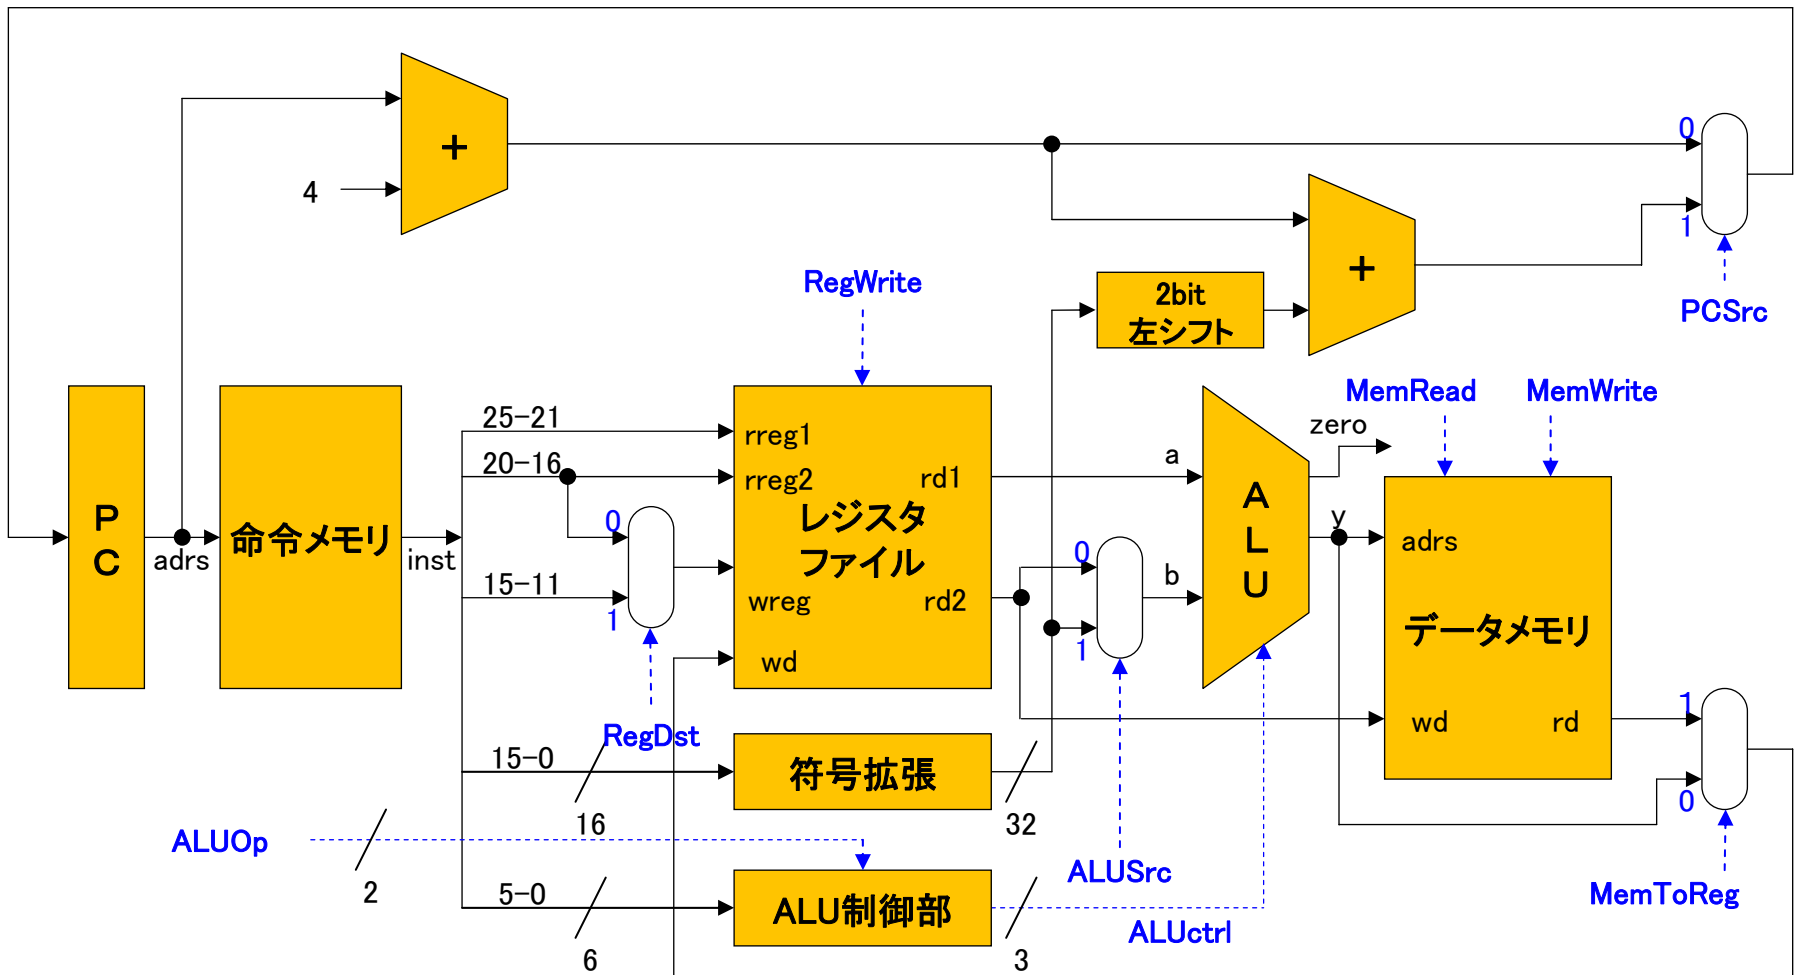 +
4
0
1
PCSrc
+
2bit
左シフト
RegWrite
MemRead
MemWrite
zero
P
C
adrs
命令メモリ
inst
25-21
20-16
15-11
0
1
RegDst
rreg1
rreg2
レジスタ
ファイル
wreg
wd
rd1
rd2
a
b
0
1
ALUSrc
A
L
U
y
adrs
データメモリ
wd
rd
1
0
MemToReg
15-0
16
符号拡張
32
ALUOp
2
5-0
6
ALU制御部
3
ALUctrl